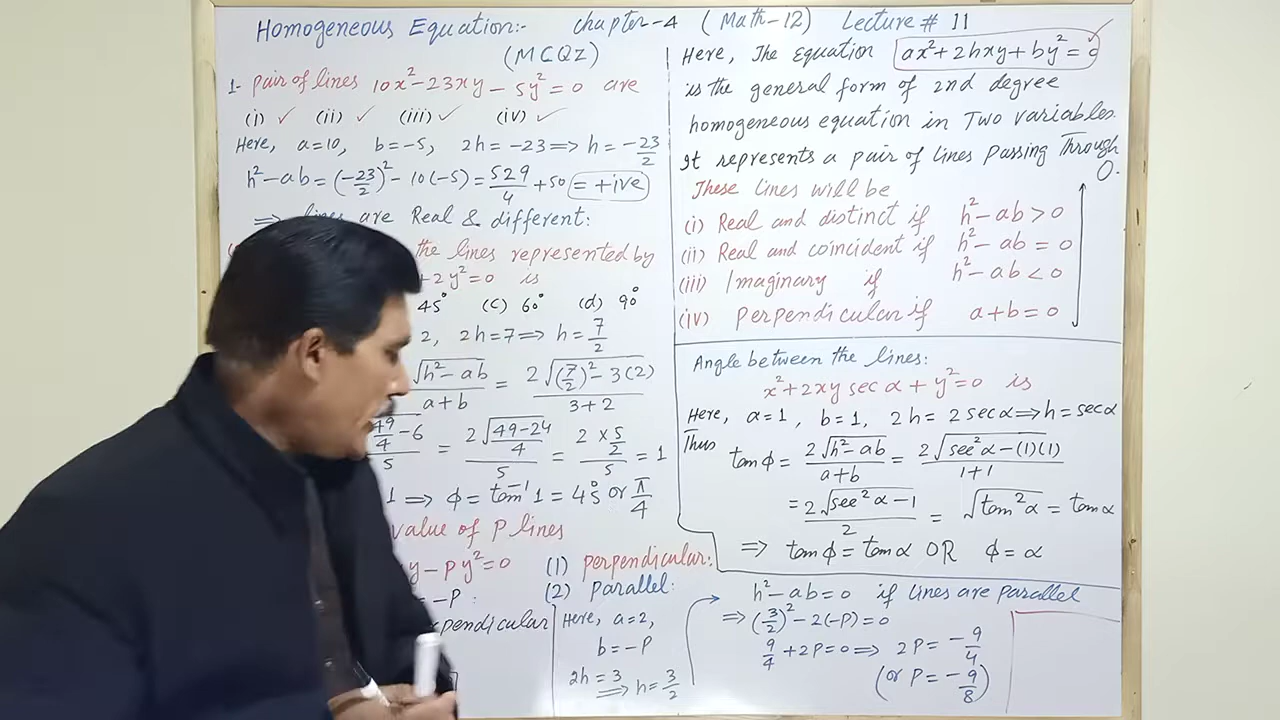 Homogeneous Equation:- Chapter-4 (Math-12) Lecture # 11
(MCQZ)
1- Pair of lines 10x²-23xy-5y²=0 are
(i) ✓ (ii) ✓ (iii) ✓ (iv) ✓
Here, a=10, b=-5, 2h=-23 ⟹ h=-23/2
h²-ab=(-23/2)²-10(-5)=529/4+50 = +ive
⟹ lines are Real & different:
the lines represented by
+2y²=0 is
45° (c) 60° (d) 90°
2, 2h=7 ⟹ h=7/2
√(h²-ab)/(a+b) = 2√((7/2)²-3(2))/(3+2)
√(49/4-6)/5 = 2√((49-24)/4)/5 = (2×5/2)/5 = 1
1 ⟹ φ=tan⁻¹1=45° or π/4
value of P lines
y-py²=0 (1) perpendicular:
=-P: (2) Parallel:
pendicular Here, a=2,
b=-P
2h=3 ⟹ h=3/2
Here, The Equation ax²+2hxy+by²=0 ✓
is the general form of 2nd degree
homogeneous equation in Two variables.
It represents a pair of lines Passing Through
O.
These lines will be
(i) Real and distinct if h²-ab>0
(ii) Real and coincident if h²-ab=0
(iii) Imaginary if h²-ab<0
(iv) perpendicular if a+b=0
Angle between the lines:
x²+2xy sec α+y²=0 is
Here, a=1, b=1, 2h=2secα ⟹ h=secα
Thus tanφ = 2√(h²-ab)/(a+b) = 2√(sec²α-(1)(1))/(1+1)
= 2√(sec²α-1)/2 = √(tan²α) = tanα
⟹ tanφ=tanα OR φ=α
h²-ab=0 if lines are parallel
⟹ (3/2)²-2(-P)=0
9/4+2P=0 ⟹ 2P=-9/4
(or P=-9/8)